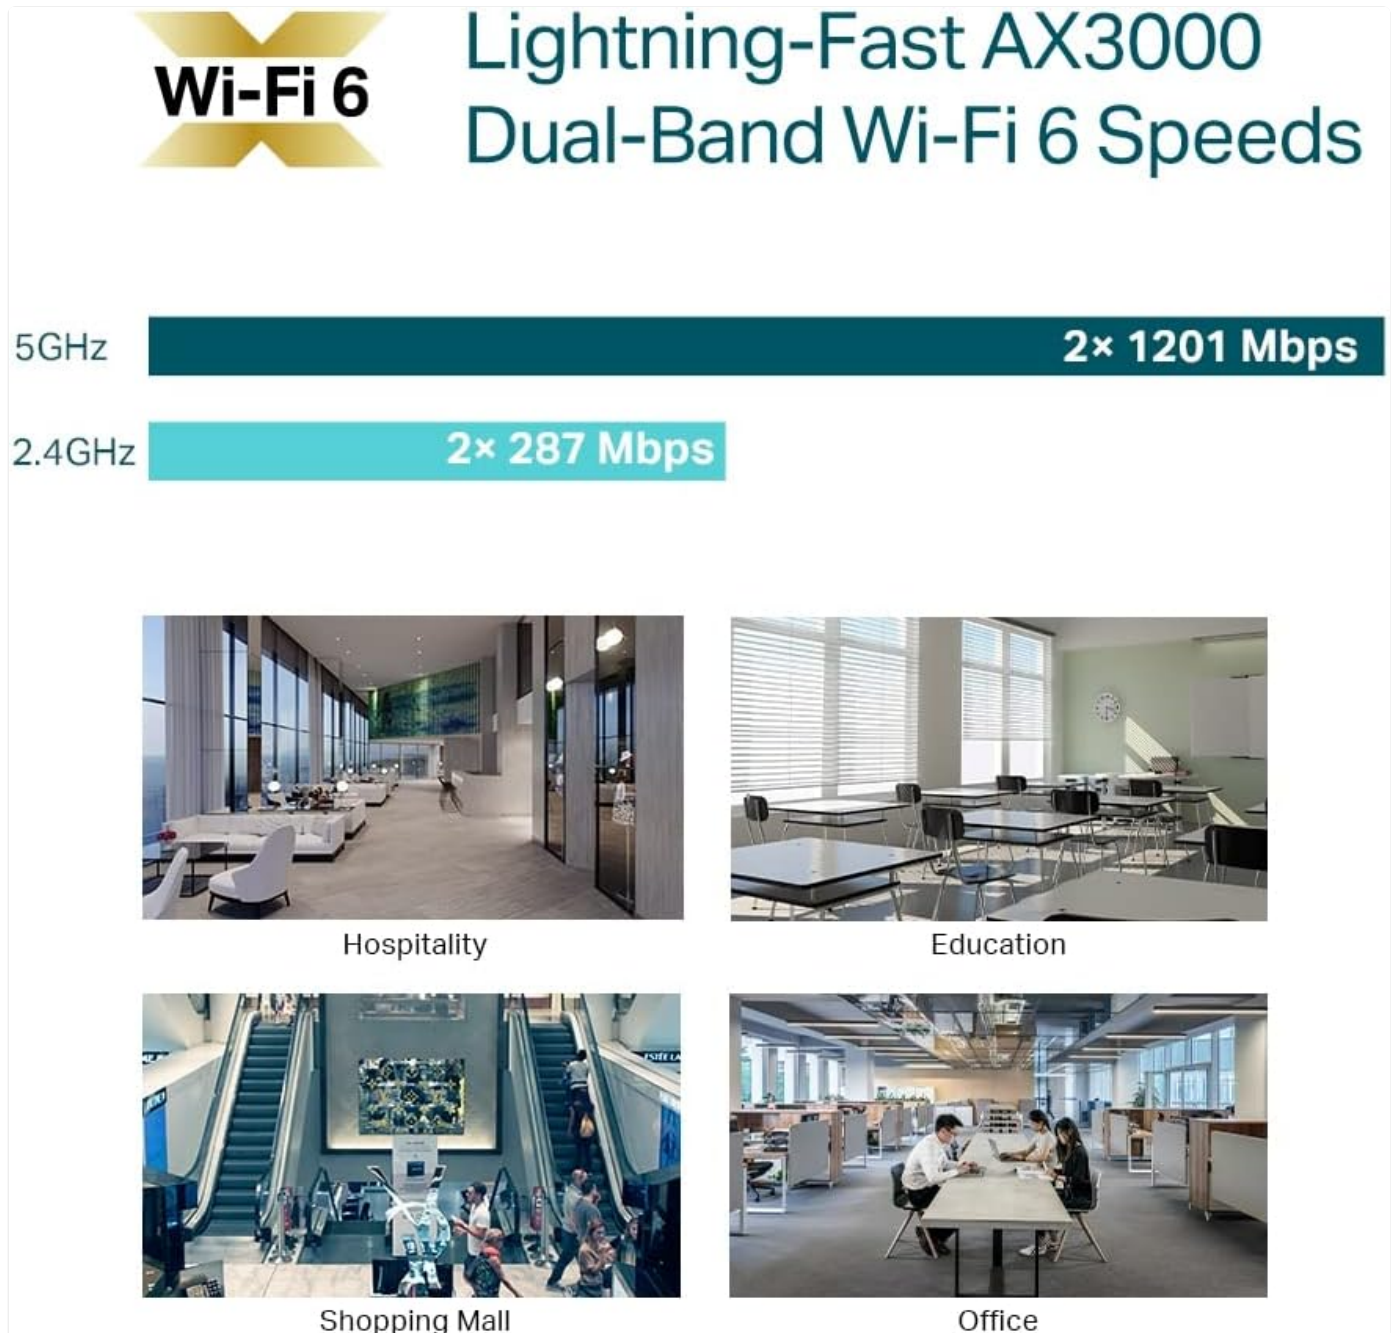 Wi-Fi 6
Lightning-Fast AX3000
Dual-Band Wi-Fi 6 Speeds
5GHz
2× 1201 Mbps
2.4GHz
2× 287 Mbps
Hospitality
Education
Shopping Mall
Office